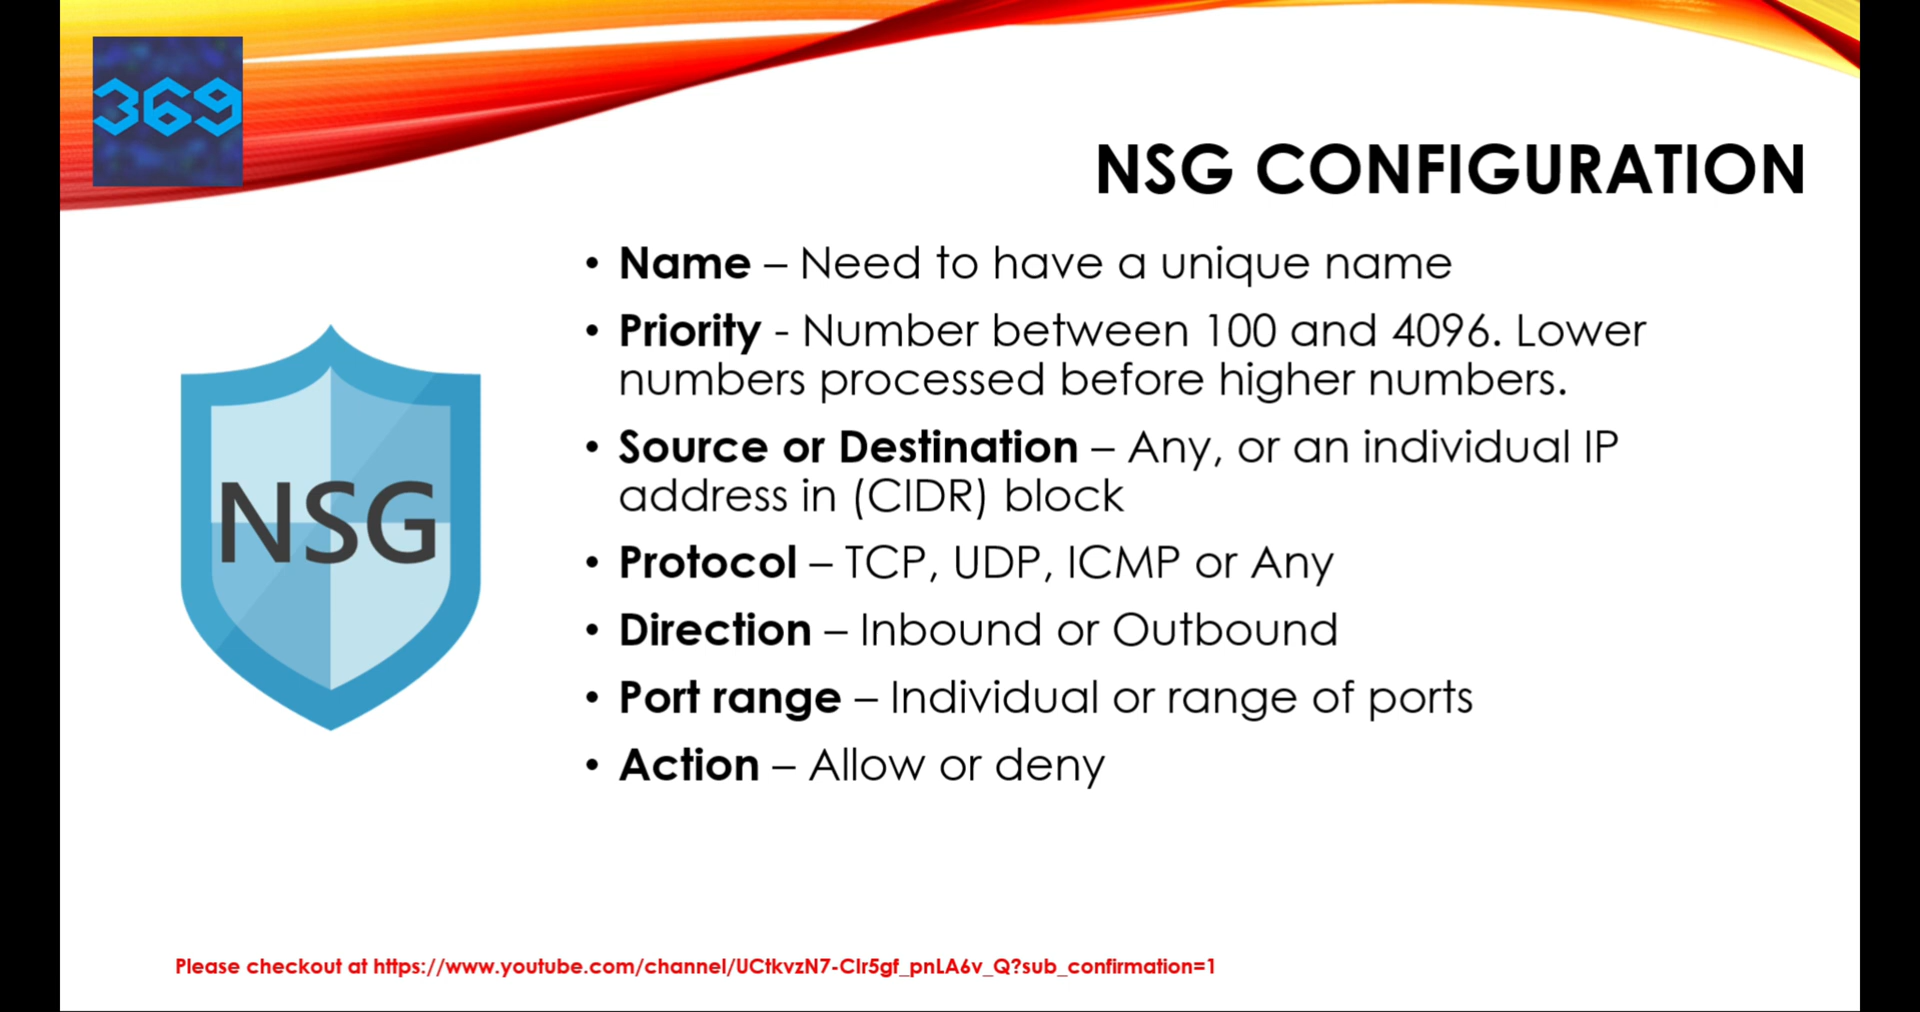 369
NSG CONFIGURATION
• Name – Need to have a unique name
• Priority - Number between 100 and 4096. Lower
numbers processed before higher numbers.
• Source or Destination – Any, or an individual IP
address in (CIDR) block
• Protocol – TCP, UDP, ICMP or Any
• Direction – Inbound or Outbound
• Port range – Individual or range of ports
• Action – Allow or deny
NSG
Please checkout at https://www.youtube.com/channel/UCtkvzN7-CIr5gf_pnLA6v_Q?sub_confirmation=1